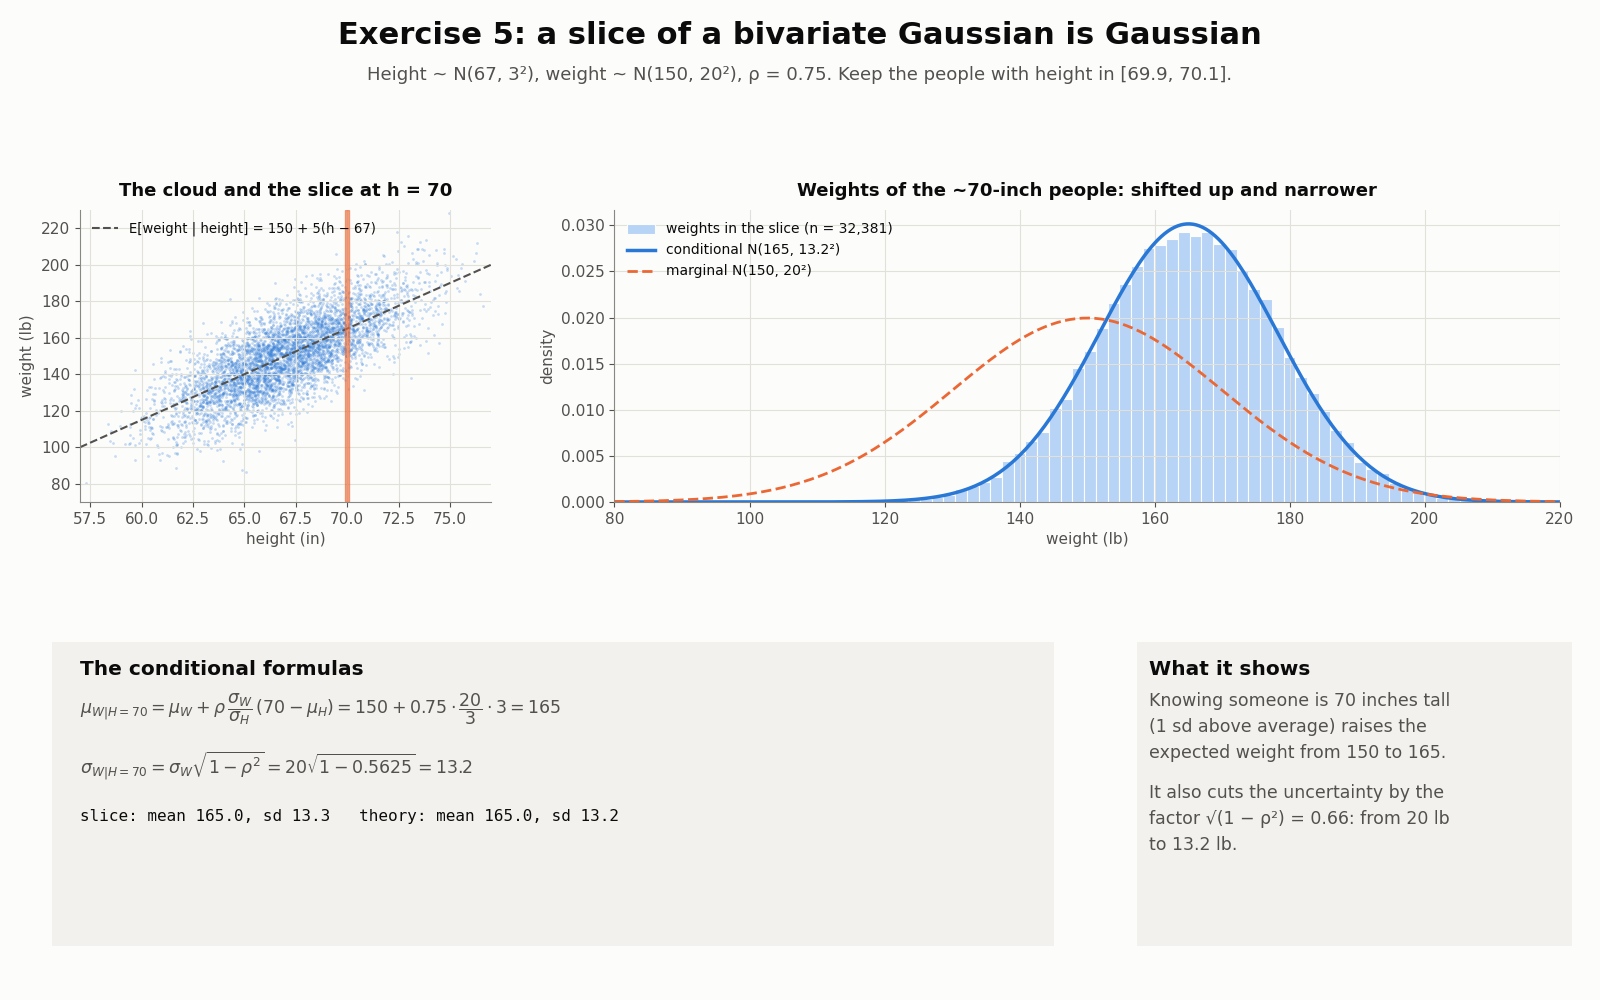 Exercise 5: a slice of a bivariate Gaussian is Gaussian
Height ~ N(67, 3²), weight ~ N(150, 20²), ρ = 0.75. Keep the people with height in [69.9, 70.1].
The cloud and the slice at h = 70
E[weight | height] = 150 + 5(h − 67)
220
200
180
160
140
120
100
80
weight (lb)
57.5 60.0 62.5 65.0 67.5 70.0 72.5 75.0
height (in)
Weights of the ~70-inch people: shifted up and narrower
weights in the slice (n = 32,381)
conditional N(165, 13.2²)
marginal N(150, 20²)
0.030
0.025
0.020
0.015
0.010
0.005
0.000
density
80 100 120 140 160 180 200 220
weight (lb)
The conditional formulas
μ_{W|H=70} = μ_W + ρ \frac{σ_W}{σ_H} (70 − μ_H) = 150 + 0.75 · \frac{20}{3} · 3 = 165
σ_{W|H=70} = σ_W √(1 − ρ²) = 20√(1 − 0.5625) = 13.2
slice: mean 165.0, sd 13.3   theory: mean 165.0, sd 13.2
What it shows
Knowing someone is 70 inches tall
(1 sd above average) raises the
expected weight from 150 to 165.
It also cuts the uncertainty by the
factor √(1 − ρ²) = 0.66: from 20 lb
to 13.2 lb.